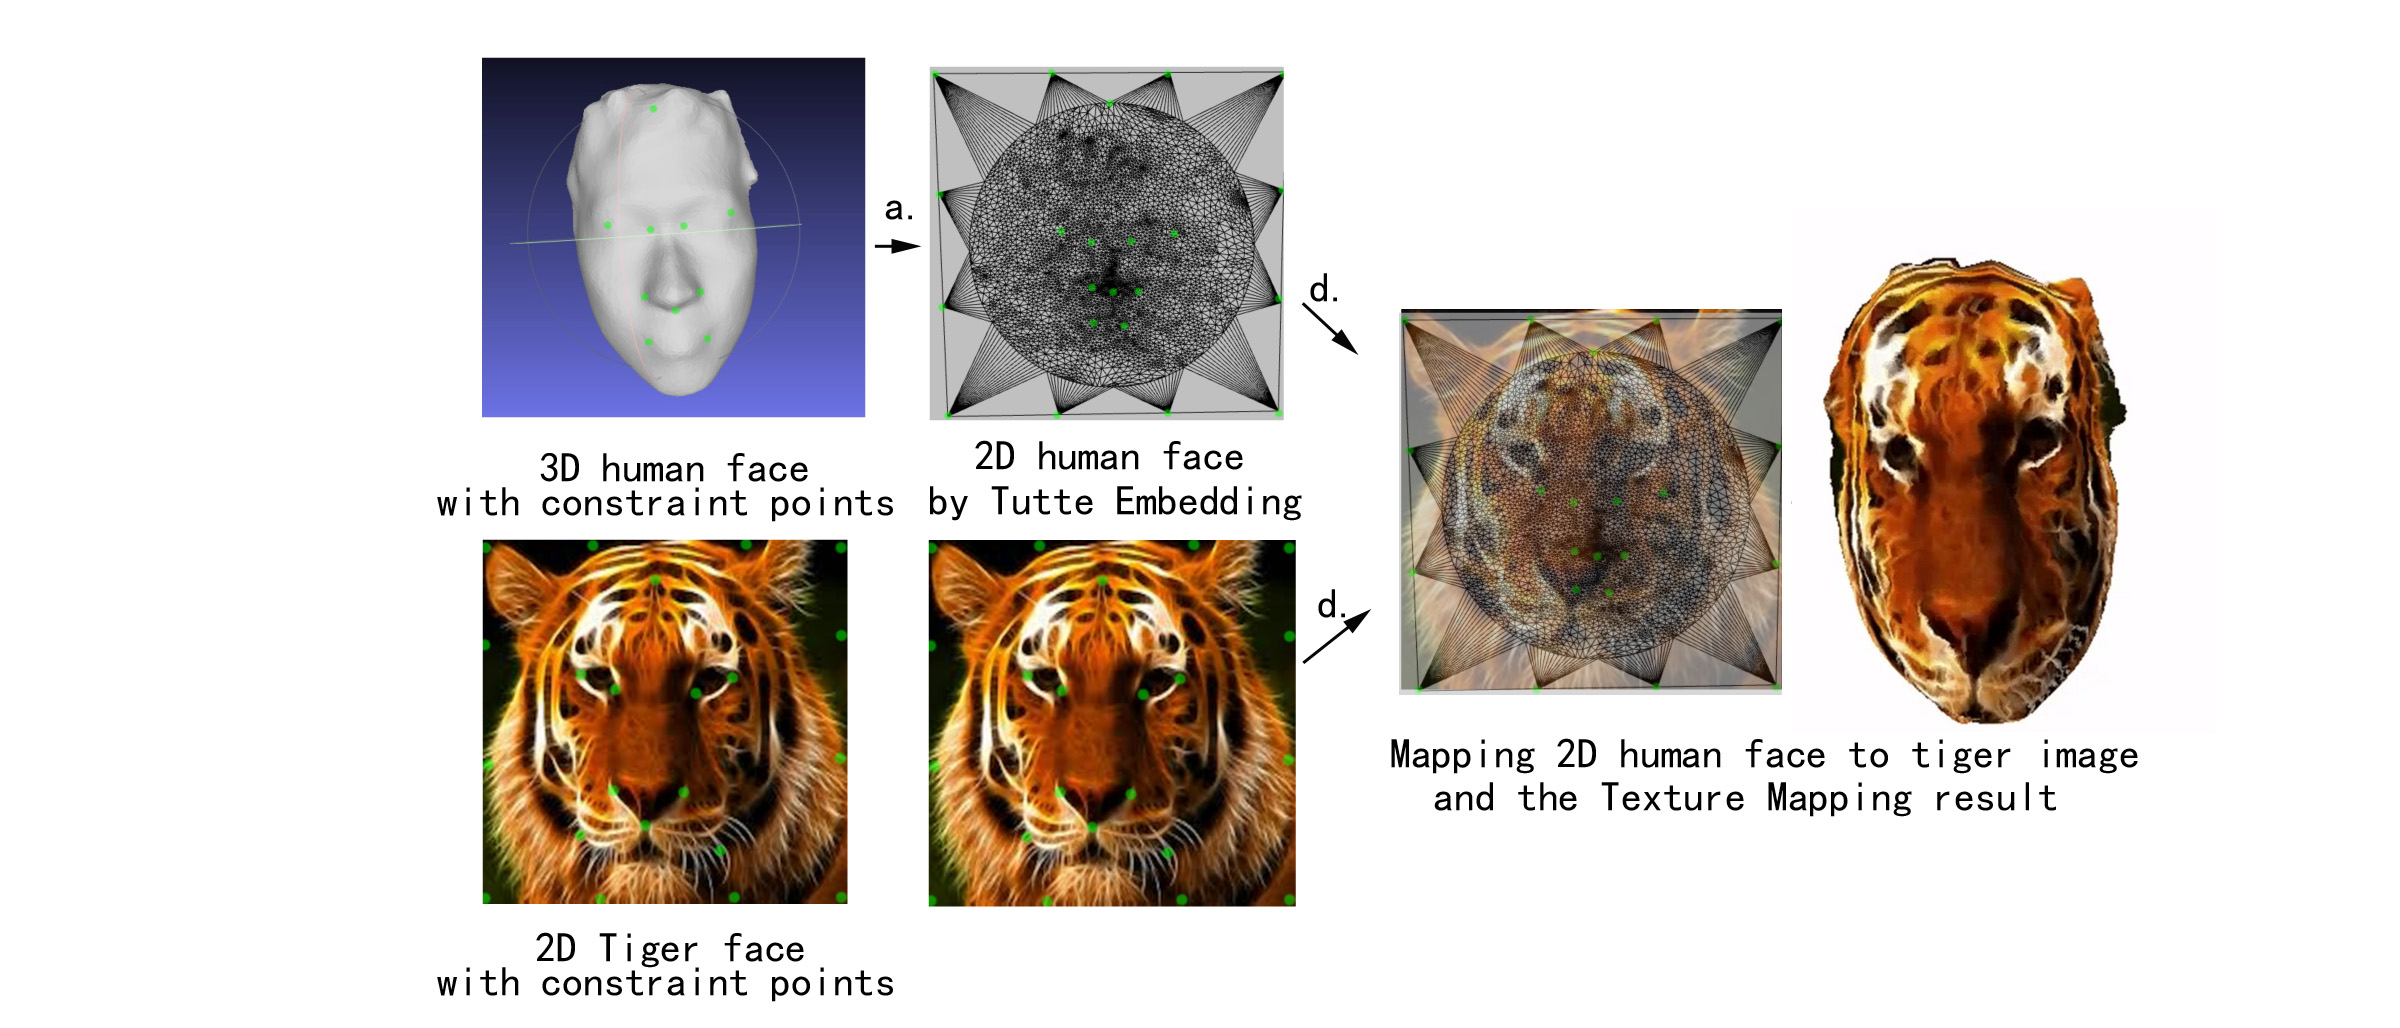 a.
3D human face
with constraint points
2D human face
by Tutte Embedding
d.
d.
Mapping 2D human face to tiger image
and the Texture Mapping result
2D Tiger face
with constraint points